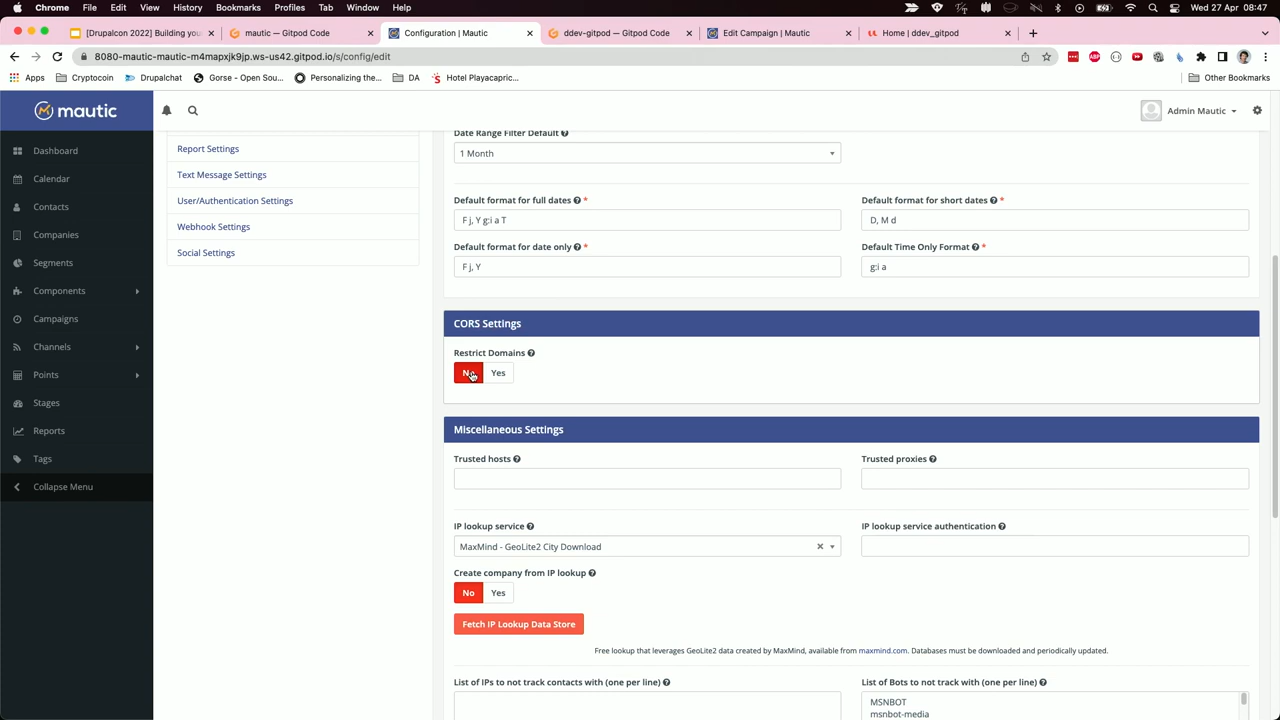 Chrome File Edit View History Bookmarks Profiles Tab Window Help Wed 27 Apr 08:47
[Drupalcon 2022] Building you
mautic — Gitpod Code
Configuration | Mautic
ddev-gitpod — Gitpod Code
Edit Campaign | Mautic
Home | ddev_gitpod
8080-mautic-mautic-m4mapxjk9jp.ws-us42.gitpod.io/s/config/edit
Apps Cryptocoin Drupalchat Gorse - Open Sou... Personalizing the... DA Hotel Playacapric... Other Bookmarks
mautic
Admin Mautic
Dashboard
Calendar
Contacts
Companies
Segments
Components
Campaigns
Channels
Points
Stages
Reports
Tags
Collapse Menu
Report Settings
Text Message Settings
User/Authentication Settings
Webhook Settings
Social Settings
Date Range Filter Default
1 Month
Default format for full dates *
F j, Y g:i a T
Default format for short dates *
D, M d
Default format for date only *
F j, Y
Default Time Only Format *
g:i a
CORS Settings
Restrict Domains
No Yes
Miscellaneous Settings
Trusted hosts
Trusted proxies
IP lookup service
MaxMind - GeoLite2 City Download
IP lookup service authentication
Create company from IP lookup
No Yes
Fetch IP Lookup Data Store
Free lookup that leverages GeoLite2 data created by MaxMind, available from maxmind.com. Databases must be downloaded and periodically updated.
List of IPs to not track contacts with (one per line)
List of Bots to not track with (one per line)
MSNBOT
msnbot-media